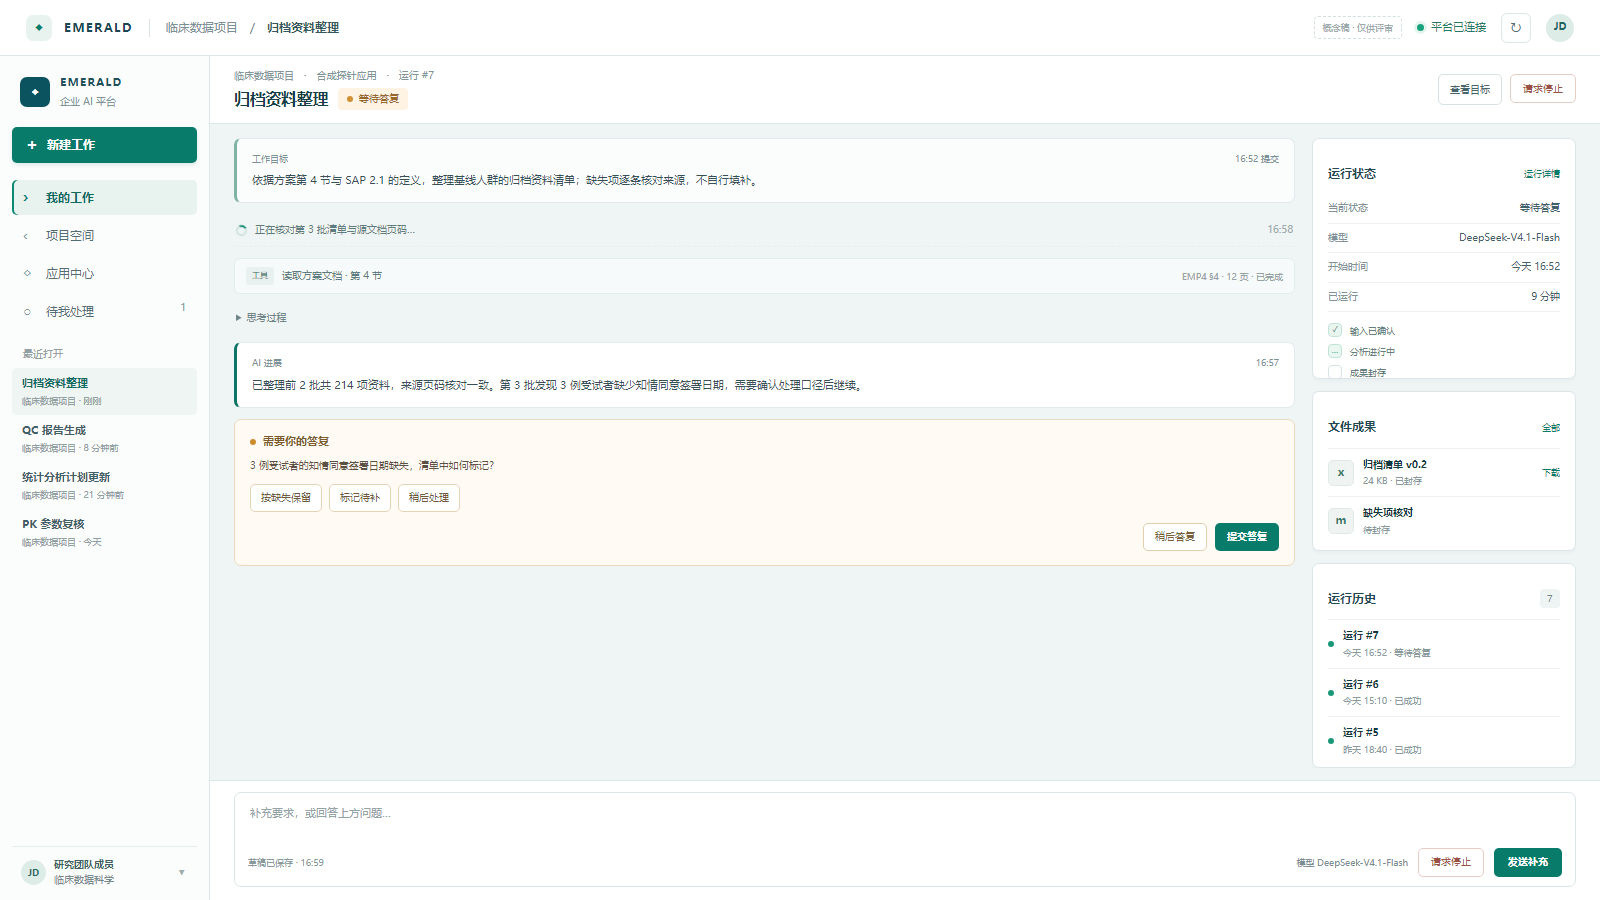 EMERALD
临床数据项目 / 归档资料整理
概念稿 · 仅供评审
平台已连接
JD
EMERALD
企业 AI 平台
+ 新建工作
我的工作
项目空间
应用中心
待我处理 1
最近打开
归档资料整理
临床数据项目 · 刚刚
QC 报告生成
临床数据项目 · 8 分钟前
统计分析计划更新
临床数据项目 · 21 分钟前
PK 参数复核
临床数据项目 · 今天
JD
研究团队成员
临床数据科学
临床数据项目 · 合成探针应用 · 运行 #7
归档资料整理
等待答复
查看目标
请求停止
工作目标
16:52 提交
依据方案第 4 节与 SAP 2.1 的定义，整理基线人群的归档资料清单；缺失项逐条核对来源，不自行填补。
正在核对第 3 批清单与源文档页码...
16:58
工具
读取方案文档 · 第 4 节
EMP4 §4 · 12 页 · 已完成
思考过程
AI 进展
16:57
已整理前 2 批共 214 项资料，来源页码核对一致。第 3 批发现 3 例受试者缺少知情同意签署日期，需要确认处理口径后继续。
需要你的答复
3 例受试者的知情同意签署日期缺失，清单中如何标记？
按缺失保留
标记待补
稍后处理
稍后答复
提交答复
运行状态
运行详情
当前状态 等待答复
模型 DeepSeek-V4.1-Flash
开始时间 今天 16:52
已运行 9 分钟
输入已确认
分析进行中
成果封存
文件成果
全部
x
归档清单 v0.2
24 KB · 已封存
下载
m
缺失项核对
待封存
运行历史
7
运行 #7
今天 16:52 · 等待答复
运行 #6
今天 15:10 · 已成功
运行 #5
昨天 18:40 · 已成功
补充要求，或回答上方问题...
草稿已保存 · 16:59
模型 DeepSeek-V4.1-Flash
请求停止
发送补充